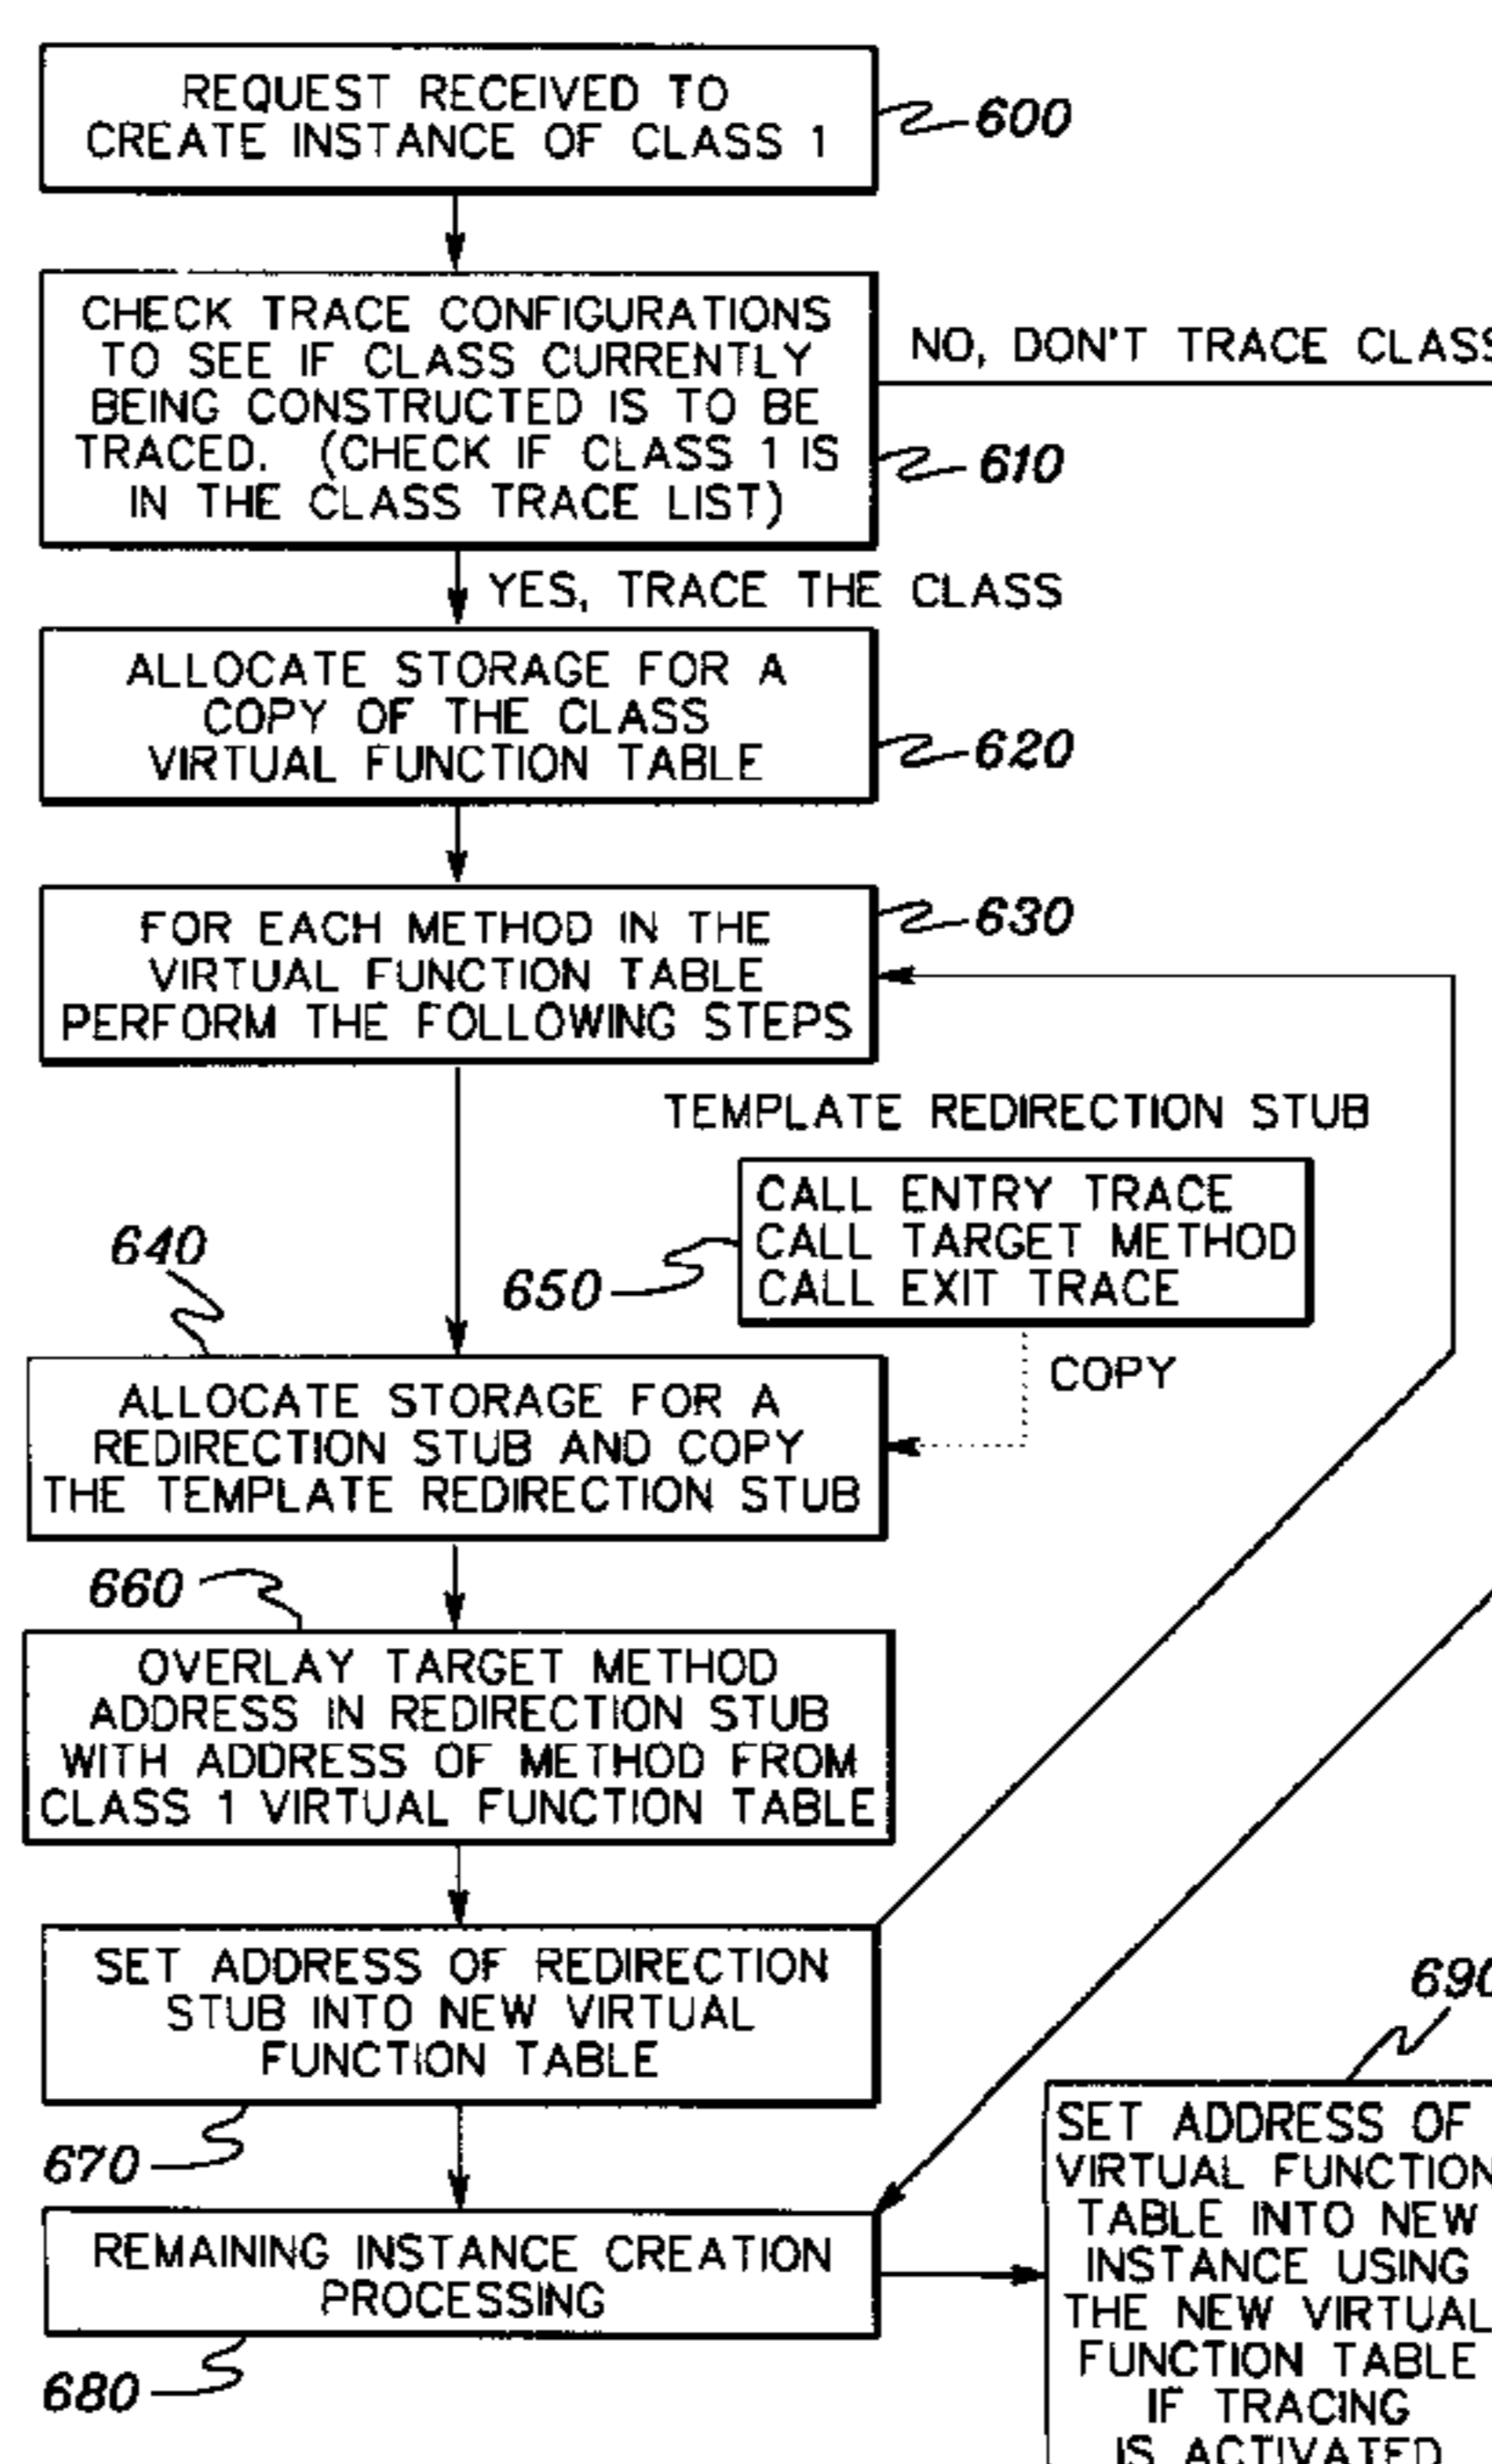 REQUEST RECEIVED TO
CREATE INSTANCE OF CLASS 1
600
CHECK TRACE CONFIGURATIONS
TO SEE IF CLASS CURRENTLY
BEING CONSTRUCTED IS TO BE
TRACED. (CHECK IF CLASS 1 IS
IN THE CLASS TRACE LIST)
NO, DON'T TRACE CLASS
610
YES, TRACE THE CLASS
ALLOCATE STORAGE FOR A
COPY OF THE CLASS
VIRTUAL FUNCTION TABLE
620
FOR EACH METHOD IN THE
VIRTUAL FUNCTION TABLE
PERFORM THE FOLLOWING STEPS
630
TEMPLATE REDIRECTION STUB
CALL ENTRY TRACE
CALL TARGET METHOD
CALL EXIT TRACE
650
640
COPY
ALLOCATE STORAGE FOR A
REDIRECTION STUB AND COPY
THE TEMPLATE REDIRECTION STUB
660
OVERLAY TARGET METHOD
ADDRESS IN REDIRECTION STUB
WITH ADDRESS OF METHOD FROM
CLASS 1 VIRTUAL FUNCTION TABLE
SET ADDRESS OF REDIRECTION
STUB INTO NEW VIRTUAL
FUNCTION TABLE
670
REMAINING INSTANCE CREATION
PROCESSING
680
690
SET ADDRESS OF
VIRTUAL FUNCTION
TABLE INTO NEW
INSTANCE USING
THE NEW VIRTUAL
FUNCTION TABLE
IF TRACING
IS ACTIVATED